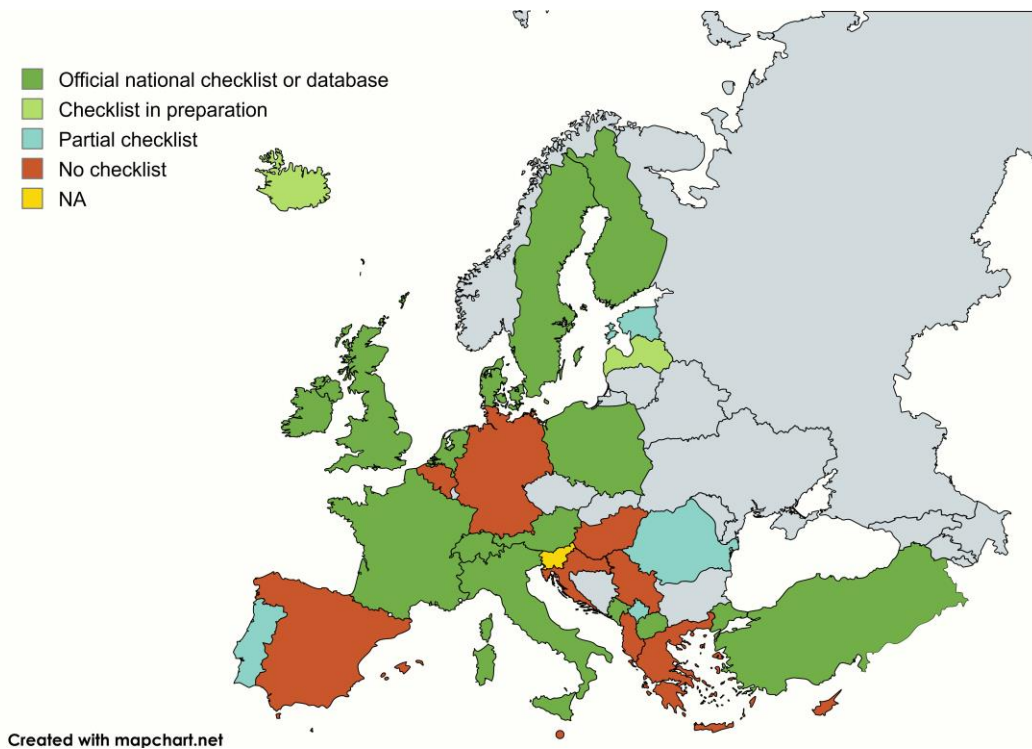 Official national checklist or database
Checklist in preparation
Partial checklist
No checklist
NA
Created with mapchart.net